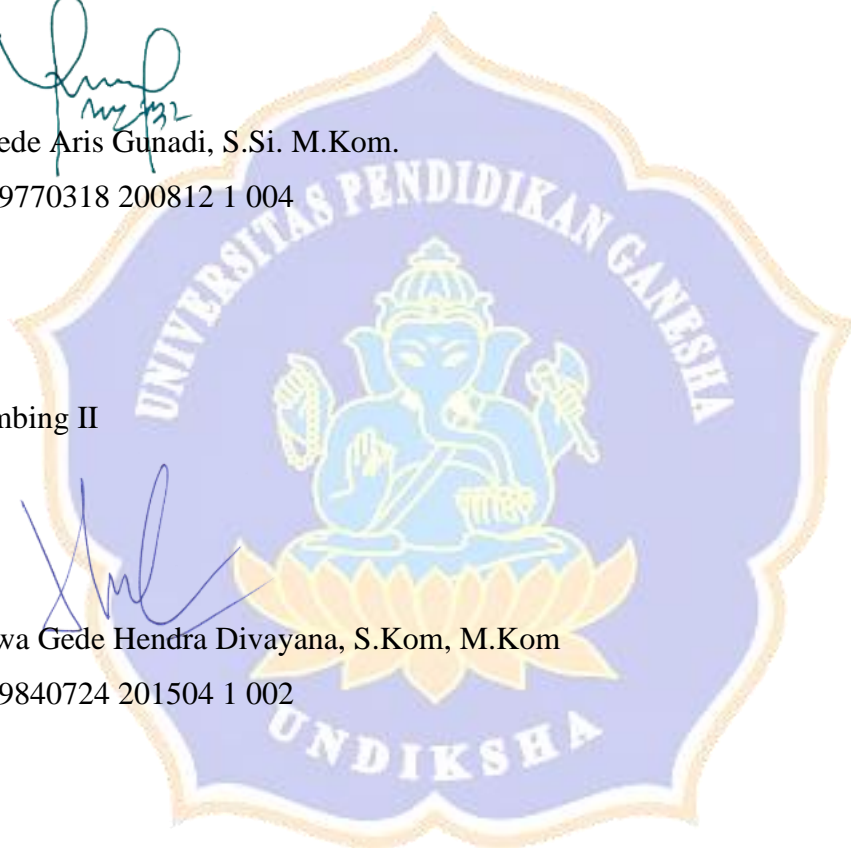 ede Aris Gunadi, S.Si. M.Kom.
9770318 200812 1 004
UNIVERSITAS PENDIDIKAN GANESHA
mbing II
wa Gede Hendra Divayana, S.Kom, M.Kom
9840724 201504 1 002
UNDIKSHA